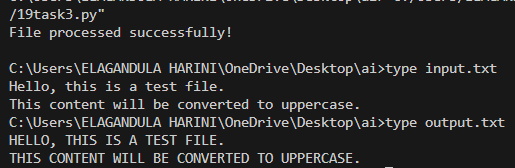 /19task3.py"
File processed successfully!
C:\Users\ELAGANDULA HARINI\OneDrive\Desktop\ai>type input.txt
Hello, this is a test file.
This content will be converted to uppercase.
C:\Users\ELAGANDULA HARINI\OneDrive\Desktop\ai>type output.txt
HELLO, THIS IS A TEST FILE.
THIS CONTENT WILL BE CONVERTED TO UPPERCASE.